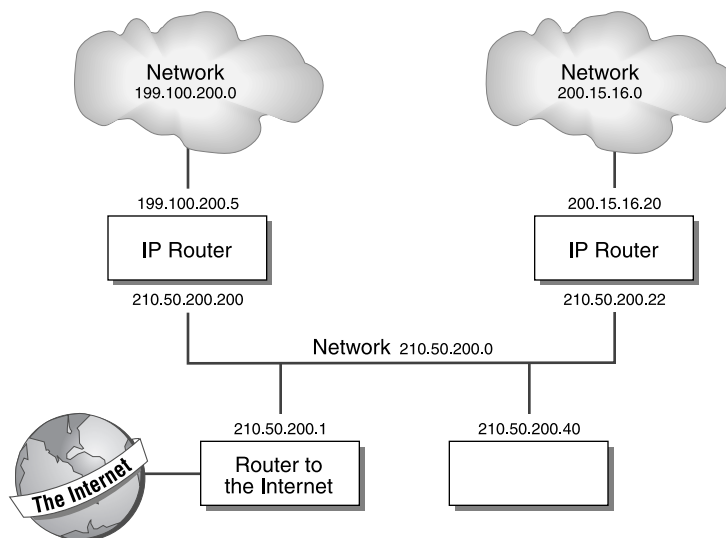 Network
199.100.200.0
Network
200.15.16.0
199.100.200.5
IP Router
210.50.200.200
200.15.16.20
IP Router
210.50.200.22
Network 210.50.200.0
210.50.200.1
Router to
the Internet
210.50.200.40
The Internet